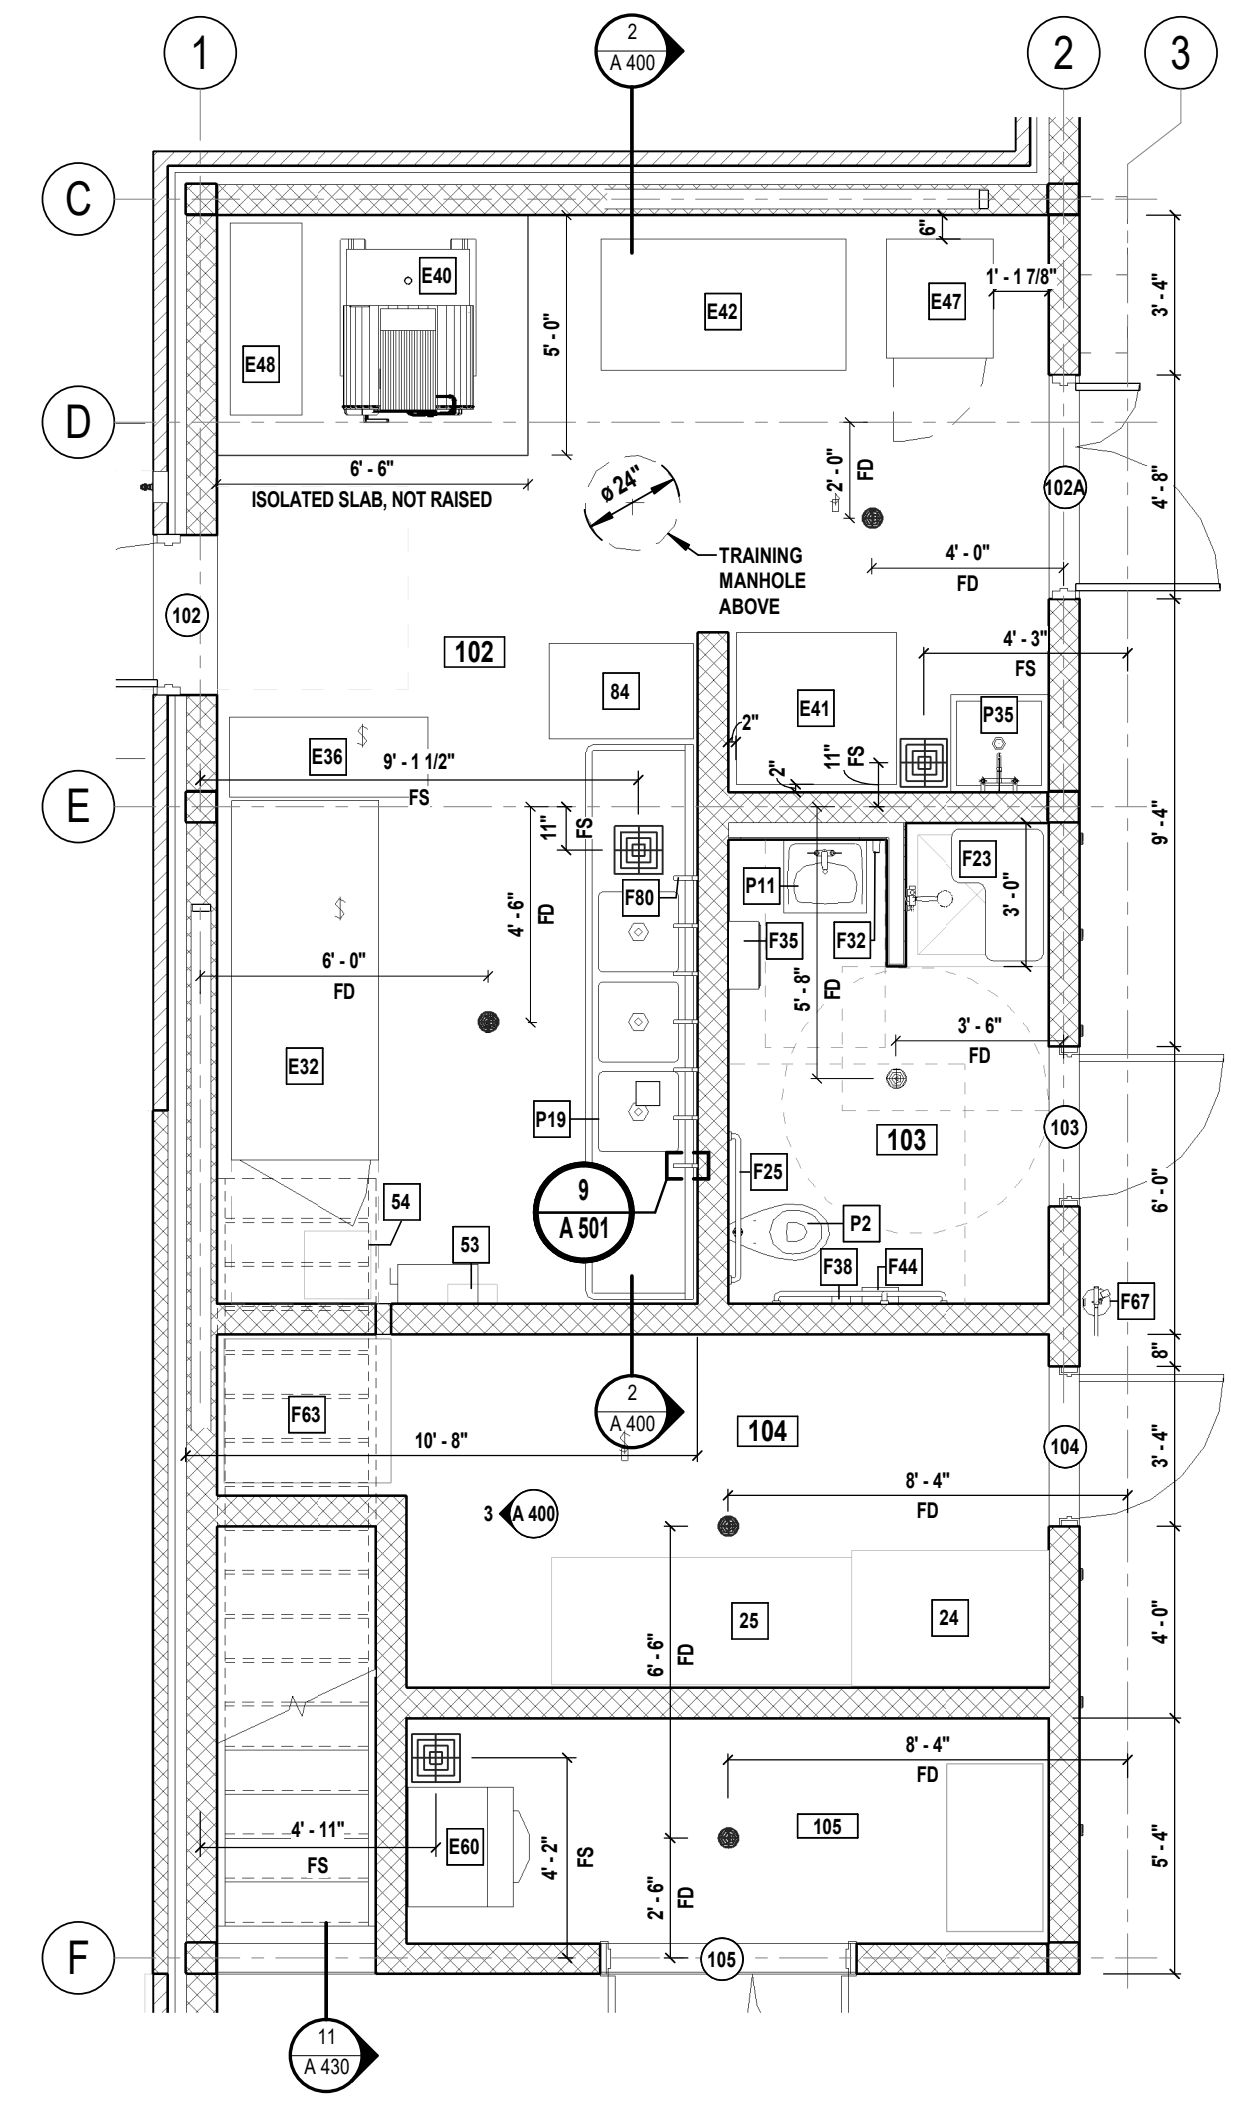 1
2
A 400
2
3
C
6"
E40
1' - 1 7/8"
E42
E47
3' - 4"
5' - 0"
E48
D
6' - 6"
ISOLATED SLAB, NOT RAISED
ø 24"
2' - 0"
FD
102A
4' - 8"
TRAINING
MANHOLE
ABOVE
4' - 0"
FD
102
102
4' - 3"
FS
84
E41
P35
2"
E36
9' - 1 1/2"
FS
2"
11"
FS
E
11"
FS
9' - 4"
F23
P11
3' - 0"
F80
4' - 6"
FD
F35
F32
6' - 0"
FD
5' - 8"
FD
3' - 6"
FD
E32
P19
103
103
F25
6' - 0"
9
A 501
54
P2
53
F38
F44
F67
8"
2
A 400
F63
104
10' - 8"
104
3' - 4"
8' - 4"
FD
3
A 400
25
24
6' - 6"
FD
4' - 0"
8' - 4"
FD
105
4' - 11"
FS
E60
4' - 2"
FS
5' - 4"
2' - 6"
FD
F
105
11
A 430